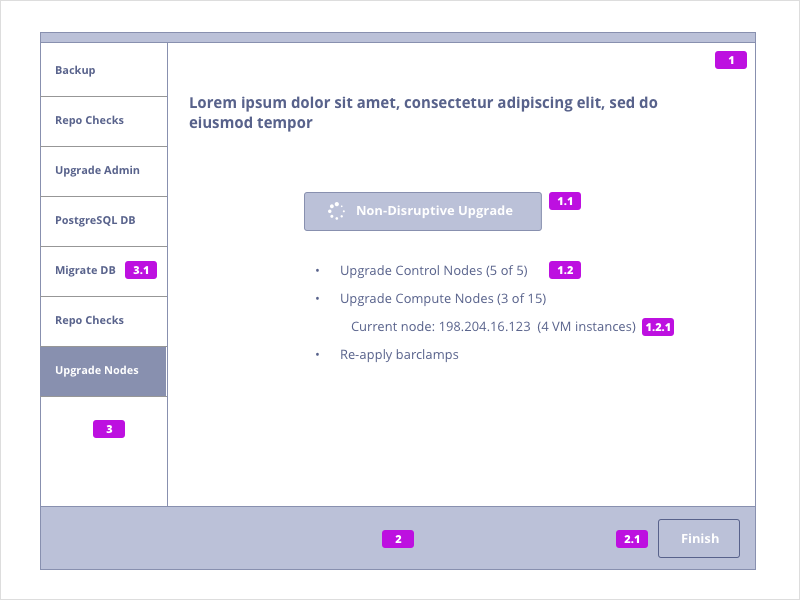 Backup
Repo Checks
Upgrade Admin
PostgreSQL DB
Migrate DB 3.1
Repo Checks
Upgrade Nodes
3
1
Lorem ipsum dolor sit amet, consectetur adipiscing elit, sed do
eiusmod tempor
Non-Disruptive Upgrade 1.1
• Upgrade Control Nodes (5 of 5) 1.2
• Upgrade Compute Nodes (3 of 15)
Current node: 198.204.16.123 (4 VM instances) 1.2.1
• Re-apply barclamps
2
2.1 Finish